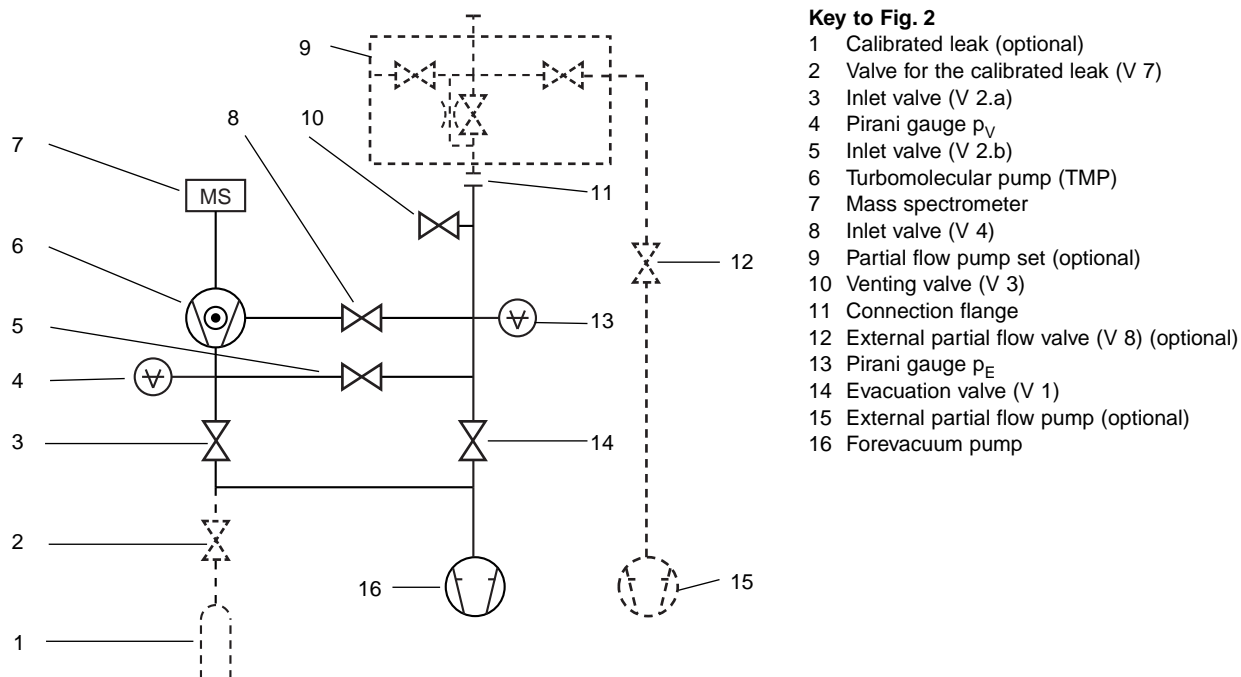 9
8
10
7
MS
11
6
12
5
13
4
3
14
2
16
15
1
Key to Fig. 2
1 Calibrated leak (optional)
2 Valve for the calibrated leak (V 7)
3 Inlet valve (V 2.a)
4 Pirani gauge pV
5 Inlet valve (V 2.b)
6 Turbomolecular pump (TMP)
7 Mass spectrometer
8 Inlet valve (V 4)
9 Partial flow pump set (optional)
10 Venting valve (V 3)
11 Connection flange
12 External partial flow valve (V 8) (optional)
13 Pirani gauge pE
14 Evacuation valve (V 1)
15 External partial flow pump (optional)
16 Forevacuum pump